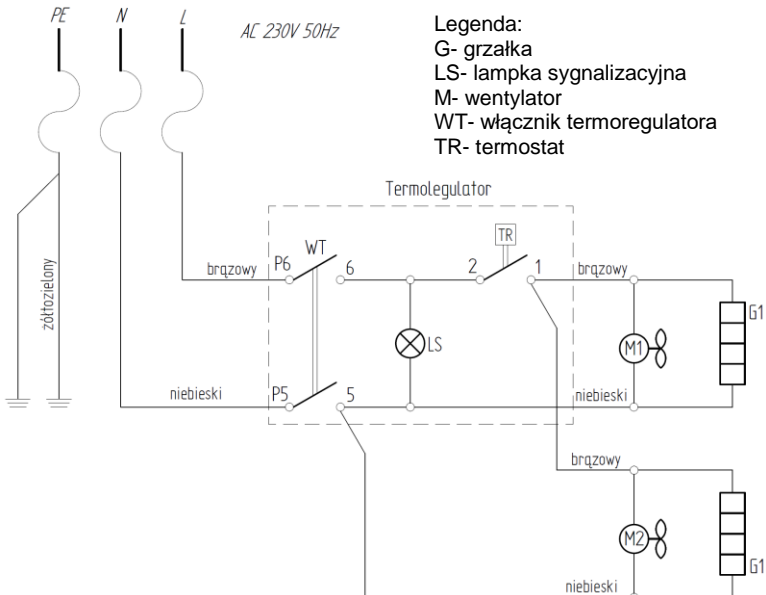 PE N L AC 230V 50Hz
Legenda:
G- grzałka
LS- lampka sygnalizacyjna
M- wentylator
WT- włącznik termoregulatora
TR- termostat
Termolegulator
WT
TR
brązowy P6 6 2 1 brązowy
żółtozielony
LS
M1
G1
niebieski P5 5 niebieski
brązowy
M2
G1
niebieski